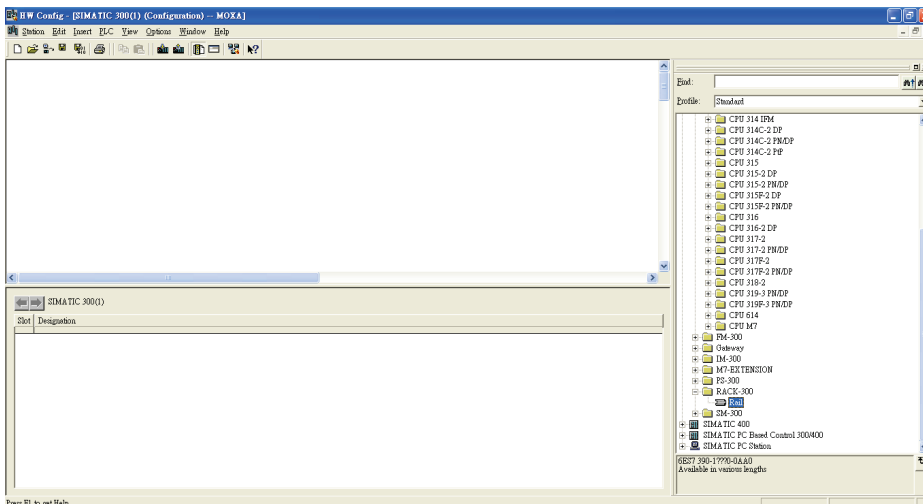 HW Config - [SIMATIC 300(1) (Configuration) -- MOXA]
Station Edit Insert PLC View Options Window Help
Find:
Profile: Standard
CPU 314 IFM
CPU 314C-2 DP
CPU 314C-2 PN/DP
CPU 314C-2 PtP
CPU 315
CPU 315-2 DP
CPU 315-2 PN/DP
CPU 315F-2 DP
CPU 315F-2 PN/DP
CPU 316
CPU 316-2 DP
CPU 317-2
CPU 317-2 PN/DP
CPU 317F-2
CPU 317F-2 PN/DP
CPU 318-2
CPU 319-3 PN/DP
CPU 319F-3 PN/DP
CPU 614
CPU M7
FM-300
Gateway
IM-300
M7-EXTENSION
PS-300
RACK-300
Rail
SM-300
SIMATIC 400
SIMATIC PC Based Control 300/400
SIMATIC PC Station
6ES7 390-1???0-0AA0
Available in various lengths
SIMATIC 300(1)
Slot Designation
Press F1 to get Help.